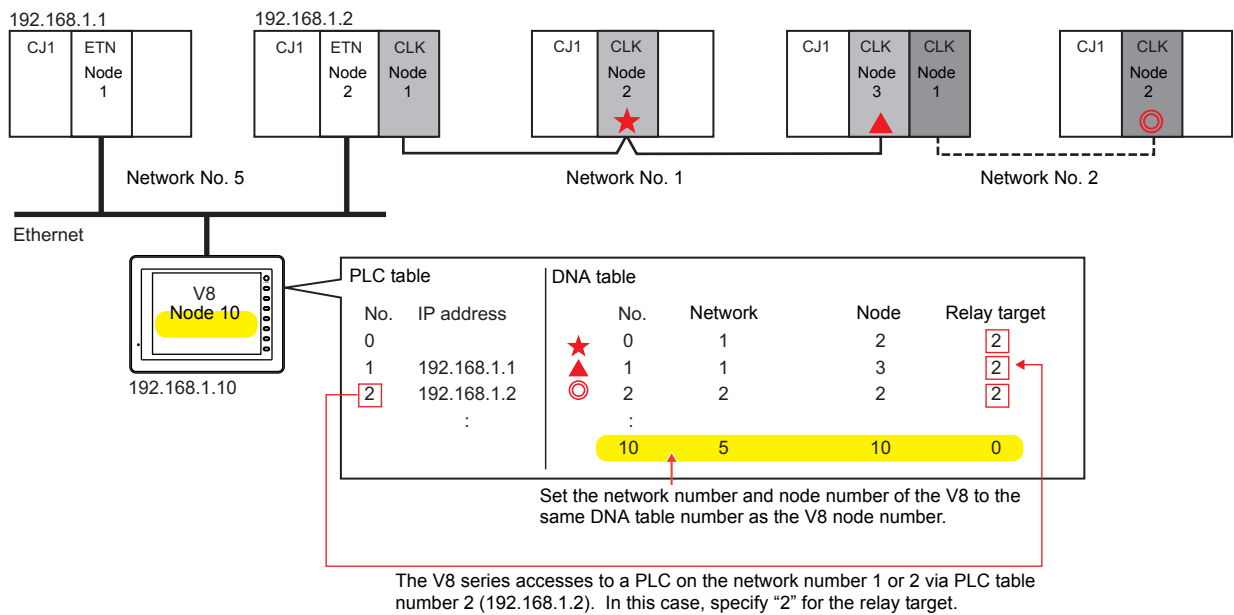 192.168.1.1
192.168.1.2
CJ1
ETN
Node
1
CJ1
ETN
Node
2
CLK
Node
1
CJ1
CLK
Node
2
CJ1
CLK
Node
3
CLK
Node
1
CJ1
CLK
Node
2
Network No. 5
Network No. 1
Network No. 2
Ethernet
V8
Node 10
192.168.1.10
PLC table
No. IP address
0
1 192.168.1.1
2 192.168.1.2
:
DNA table
No. Network Node Relay target
0 1 2 2
1 1 3 2
2 2 2 2
:
10 5 10 0
Set the network number and node number of the V8 to the
same DNA table number as the V8 node number.
The V8 series accesses to a PLC on the network number 1 or 2 via PLC table
number 2 (192.168.1.2). In this case, specify “2” for the relay target.